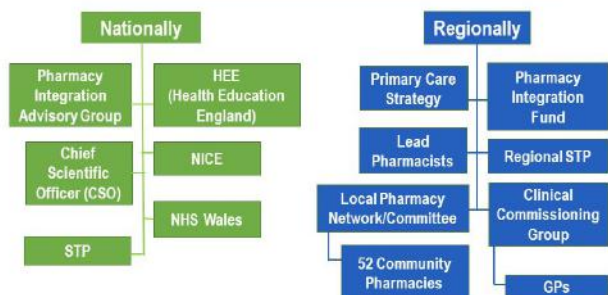 Nationally
Pharmacy
Integration
Advisory Group
HEE
(Health Education
England)
Chief
Scientific
Officer (CSO)
NICE
NHS Wales
STP
Regionally
Primary Care
Strategy
Pharmacy
Integration
Fund
Lead
Pharmacists
Regional STP
Local Pharmacy
Network/Committee
Clinical
Commissioning
Group
52 Community
Pharmacies
GPs